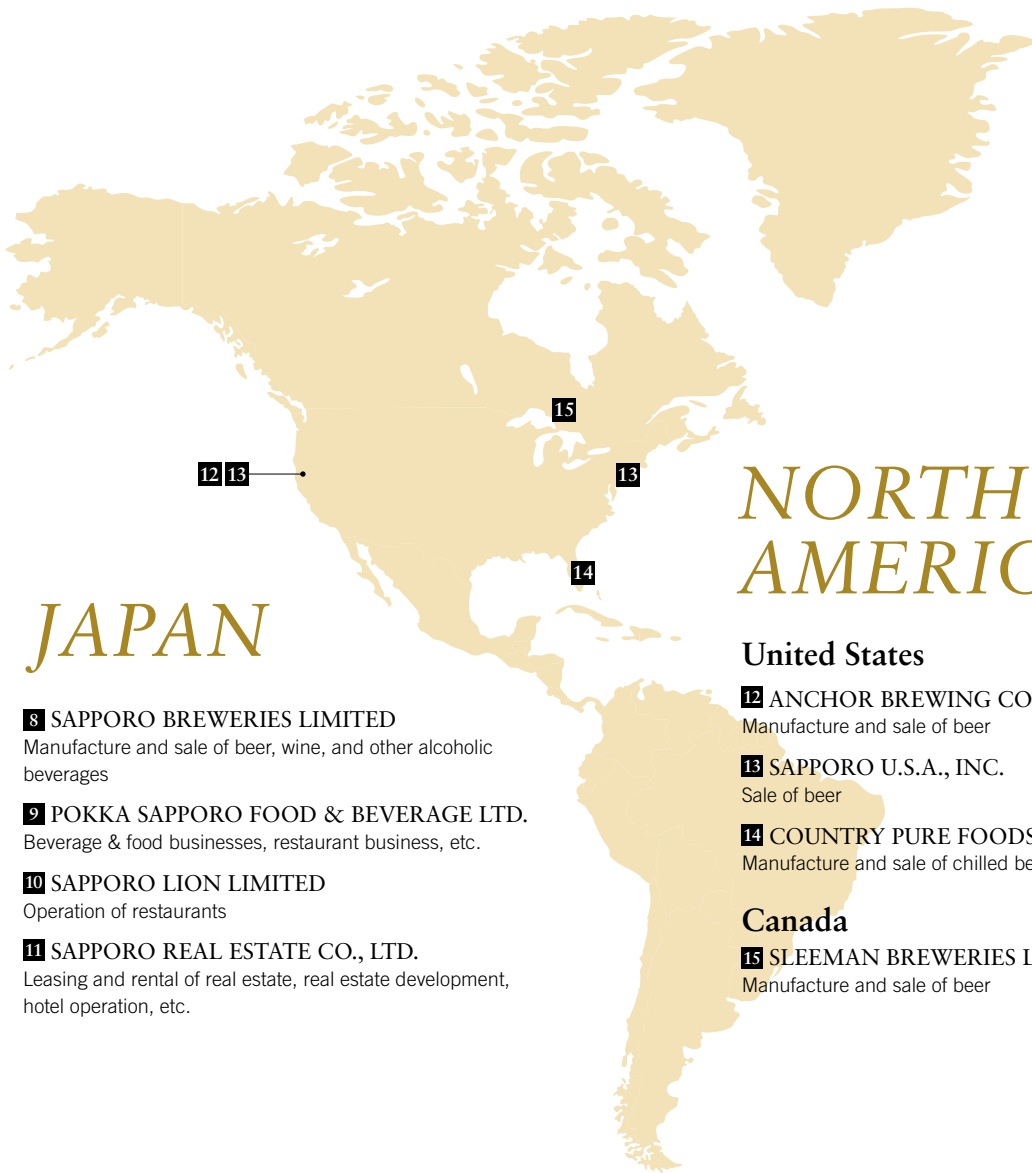 15
12 13
13
14
JAPAN
8 SAPPORO BREWERIES LIMITED
Manufacture and sale of beer, wine, and other alcoholic
beverages
9 POKKA SAPPORO FOOD & BEVERAGE LTD.
Beverage & food businesses, restaurant business, etc.
10 SAPPORO LION LIMITED
Operation of restaurants
11 SAPPORO REAL ESTATE CO., LTD.
Leasing and rental of real estate, real estate development,
hotel operation, etc.
NORTH
AMERIC
United States
12 ANCHOR BREWING CO
Manufacture and sale of beer
13 SAPPORO U.S.A., INC.
Sale of beer
14 COUNTRY PURE FOODS
Manufacture and sale of chilled be
Canada
15 SLEEMAN BREWERIES L
Manufacture and sale of beer